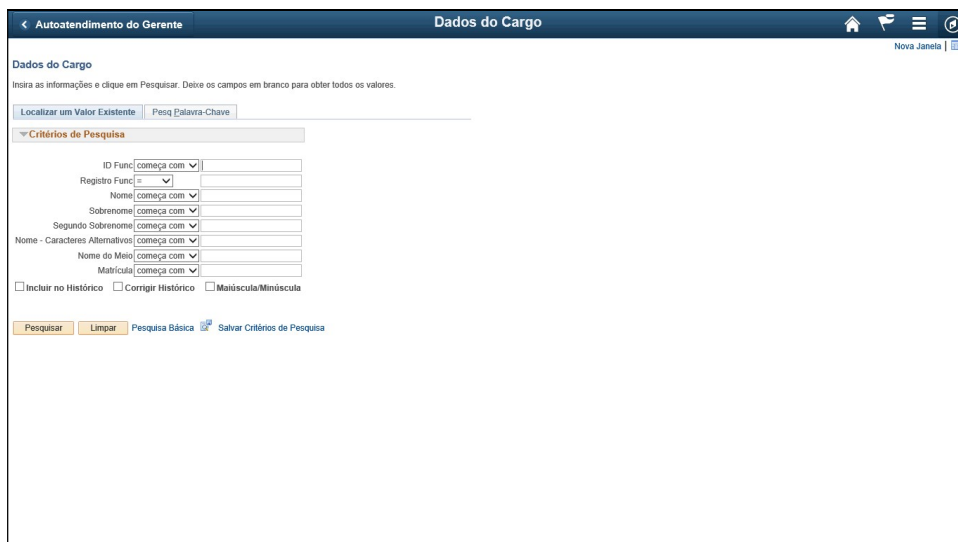 Autoatendimento do Gerente Dados do Cargo
Nova Janela |
Dados do Cargo
Insira as informações e clique em Pesquisar. Deixe os campos em branco para obter todos os valores.
Localizar um Valor Existente Pesq Palavra-Chave
Critérios de Pesquisa
ID Func começa com
Registro Func =
Nome começa com
Sobrenome começa com
Segundo Sobrenome começa com
Nome - Caracteres Alternativos começa com
Nome do Meio começa com
Matrícula começa com
Incluir no Histórico Corrigir Histórico Maiúscula/Minúscula
Pesquisar Limpar Pesquisa Básica Salvar Critérios de Pesquisa